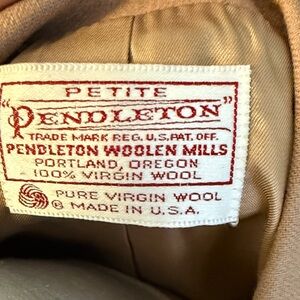 PETITE
"PENDLETON"
TRADE MARK REG. U.S. PAT. OFF.
PENDLETON WOOLEN MILLS
PORTLAND, OREGON
100% VIRGIN WOOL
PURE VIRGIN WOOL
® MADE IN U.S.A.